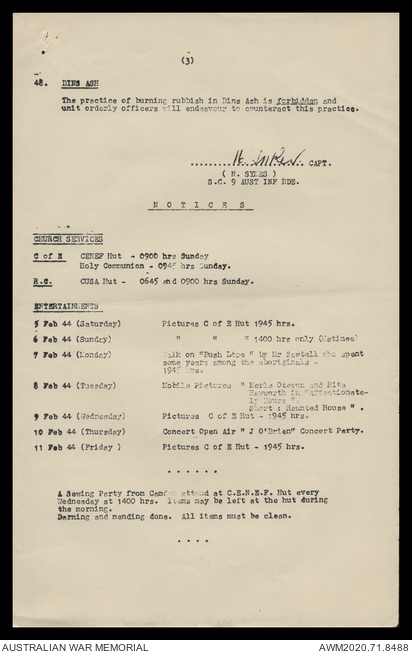 (3)
48. BINS ASH
The practice of burning rubbish in Bins Ash is forbidden and
unit orderly officers will endeavour to counteract this practice.
CAPT.
( N. SYKES )
S.C. 9 AUST INF BDE.
N O T I C E S
CHURCH SERVICES
C of E CENEF Hut - 0900 hrs Sunday
Holy Communion - 0945 hrs Sunday.
R.C. CUSA Hut - 0645 and 0900 hrs Sunday.
ENTERTAINMENTS
5 Feb 44 (Saturday) Pictures C of E Hut 1945 hrs.
6 Feb 44 (Sunday) " " " 1400 hrs only (Matinee)
7 Feb 44 (Monday) Talk on "Bush Lore" by Mr Sawtell who spent
some years among the aboriginals -
1945 hrs.
8 Feb 44 (Tuesday) Mobile Pictures " Merle Oberon and Rita
Hayworth in "Affectionate-
ly Yours ".
Short : Haunted House " .
9 Feb 44 (Wednesday) Pictures C of E Hut - 1945 hrs.
10 Feb 44 (Thursday) Concert Open Air " J O'Brien" Concert Party.
11 Feb 44 (Friday ) Pictures C of E Hut - 1945 hrs.
. . . . . .
A Sewing Party from Camden attend at C.E.N.E.F. Hut every
Wednesday at 1400 hrs. Items may be left at the hut during
the morning.
Darning and mending done. All items must be clean.
. . . .
AUSTRALIAN WAR MEMORIAL AWM2020.71.8488